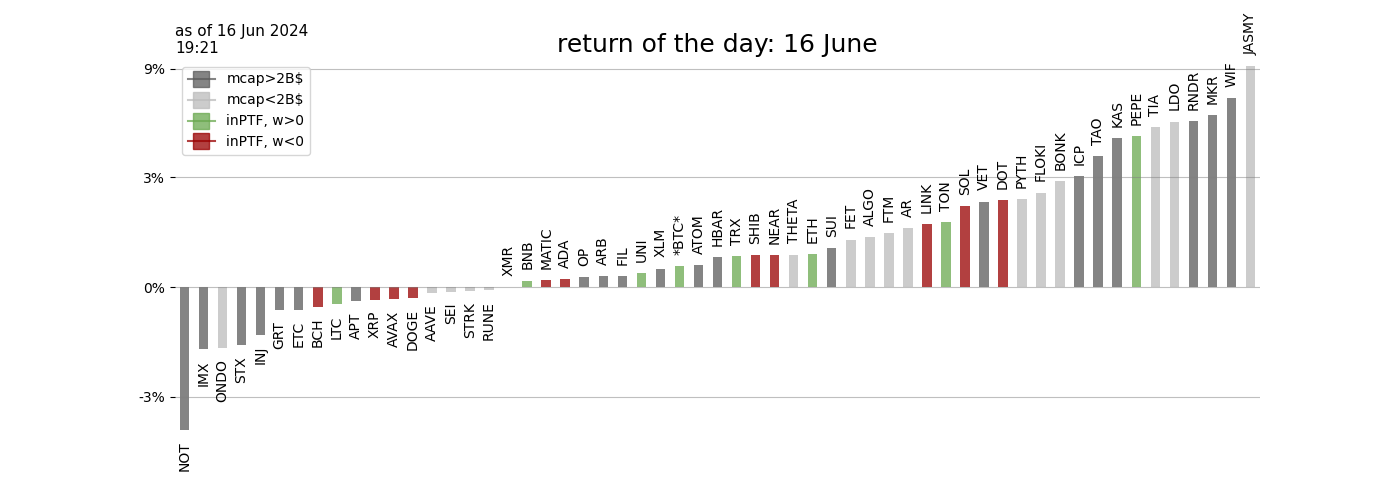 as of 16 Jun 2024
19:21
return of the day: 16 June
9%
3%
0%
-3%
mcap>2B$
mcap<2B$
inPTF, w>0
inPTF, w<0
NOT
IMX
ONDO
STX
INJ
GRT
ETC
BCH
LTC
APT
XRP
AVAX
DOGE
AAVE
SEI
STRK
RUNE
XMR
BNB
MATIC
ADA
OP
ARB
FIL
UNI
XLM
*BTC*
ATOM
HBAR
TRX
SHIB
NEAR
THETA
ETH
SUI
FET
ALGO
FTM
AR
LINK
TON
SOL
VET
DOT
PYTH
FLOKI
BONK
ICP
TAO
KAS
PEPE
TIA
LDO
RNDR
MKR
WIF
JASMY